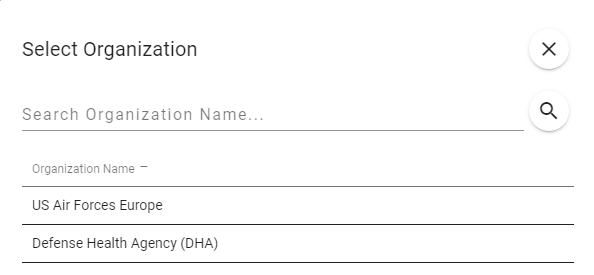 Select Organization
Search Organization Name...
Organization Name –
US Air Forces Europe
Defense Health Agency (DHA)